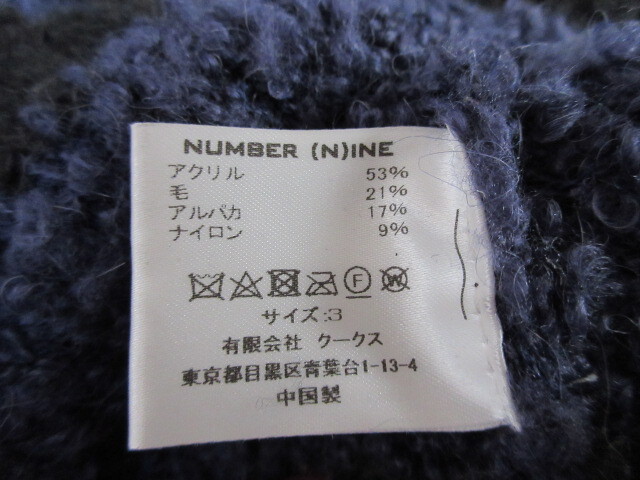 NUMBER (N)INE
アクリル 53%
毛 21%
アルパカ 17%
ナイロン 9%
サイズ:3
有限会社 クークス
東京都目黒区青葉台1-13-4
中国製